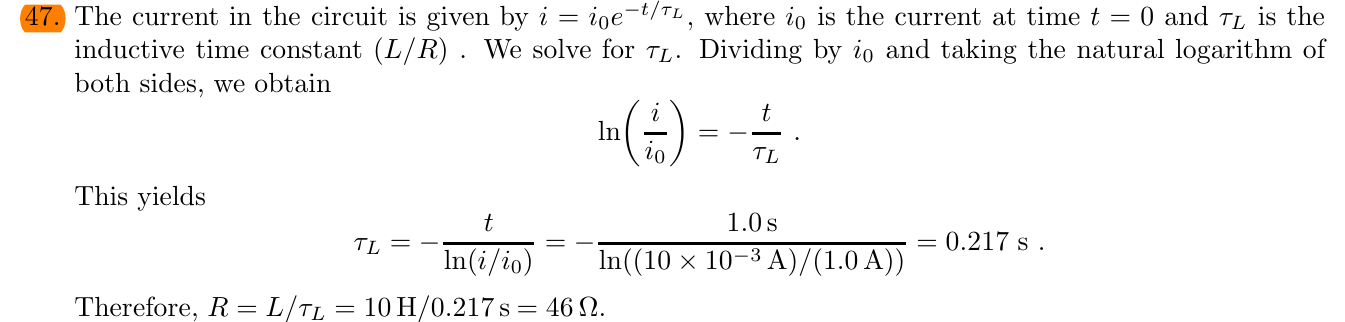 47. The current in the circuit is given by i = i₀e^{−t/τ_L}, where i₀ is the current at time t = 0 and τ_L is the
inductive time constant (L/R) . We solve for τ_L. Dividing by i₀ and taking the natural logarithm of
both sides, we obtain
ln(i/i₀) = −t/τ_L .
This yields
τ_L = −t/ln(i/i₀) = −1.0 s/ln((10 × 10⁻³ A)/(1.0 A)) = 0.217 s .
Therefore, R = L/τ_L = 10 H/0.217 s = 46 Ω.